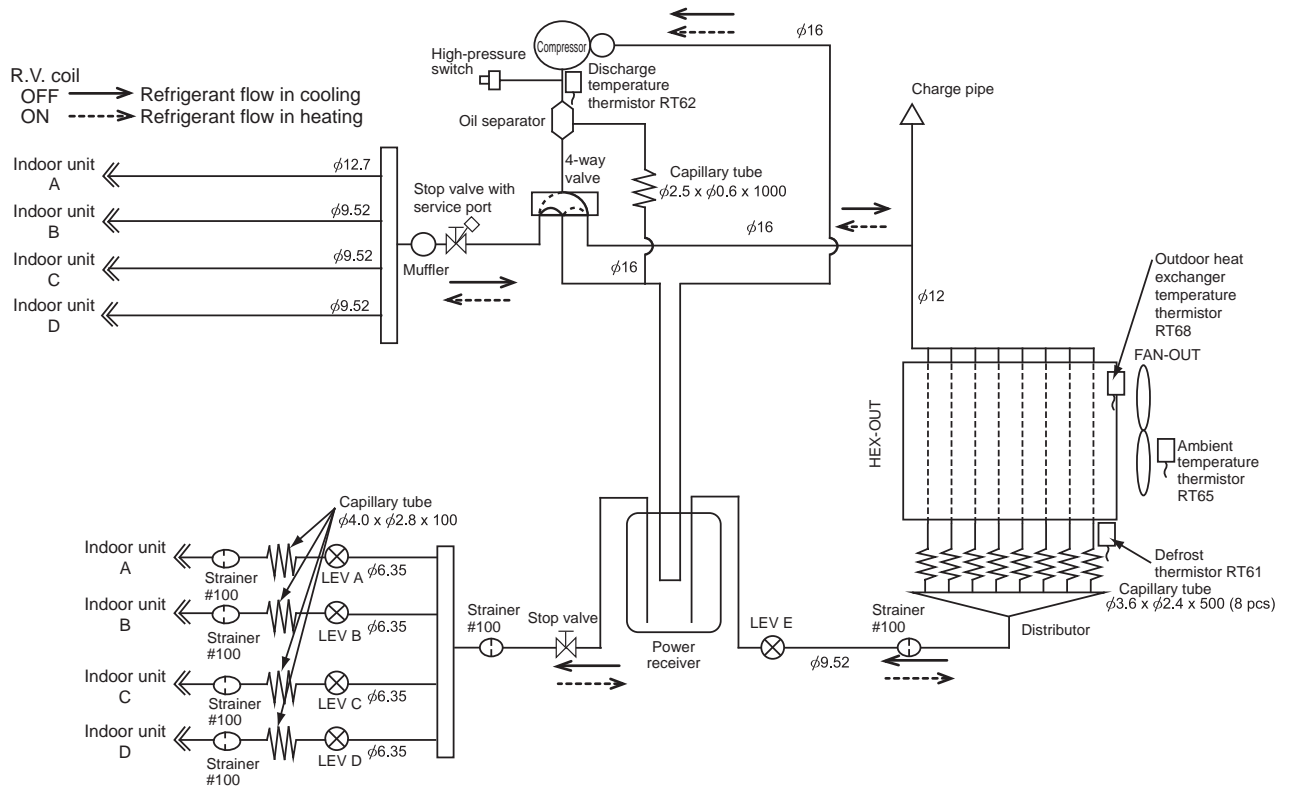 R.V. coil
OFF Refrigerant flow in cooling
ON Refrigerant flow in heating
Compressor
High-pressure
switch
Discharge
temperature
thermistor RT62
Oil separator
4-way
valve
Capillary tube
ϕ2.5 x ϕ0.6 x 1000
ϕ16
Charge pipe
Indoor unit
A
ϕ12.7
Indoor unit
B
ϕ9.52
Indoor unit
C
ϕ9.52
Indoor unit
D
ϕ9.52
Muffler
Stop valve with
service port
ϕ16
ϕ16
ϕ12
Outdoor heat
exchanger
temperature
thermistor
RT68
FAN-OUT
HEX-OUT
Ambient
temperature
thermistor
RT65
Defrost
thermistor RT61
Capillary tube
ϕ3.6 x ϕ2.4 x 500 (8 pcs)
Distributor
Strainer
#100
ϕ9.52
LEV E
Power
receiver
Stop valve
Strainer
#100
Capillary tube
ϕ4.0 x ϕ2.8 x 100
Indoor unit
A
Strainer
#100
LEV A
ϕ6.35
Indoor unit
B
Strainer
#100
LEV B
ϕ6.35
Indoor unit
C
Strainer
#100
LEV C
ϕ6.35
Indoor unit
D
Strainer
#100
LEV D
ϕ6.35